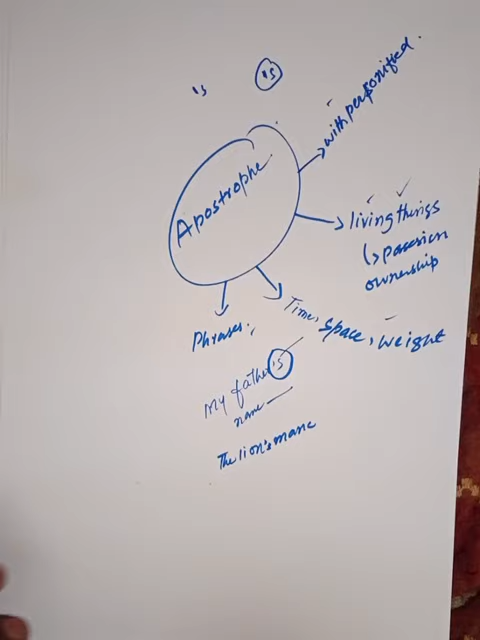 's 's
with personified.
Apostrophe
living things
↳ possession
ownership
Time, space, weight
Phrases,
My father's
name
The lion's mane